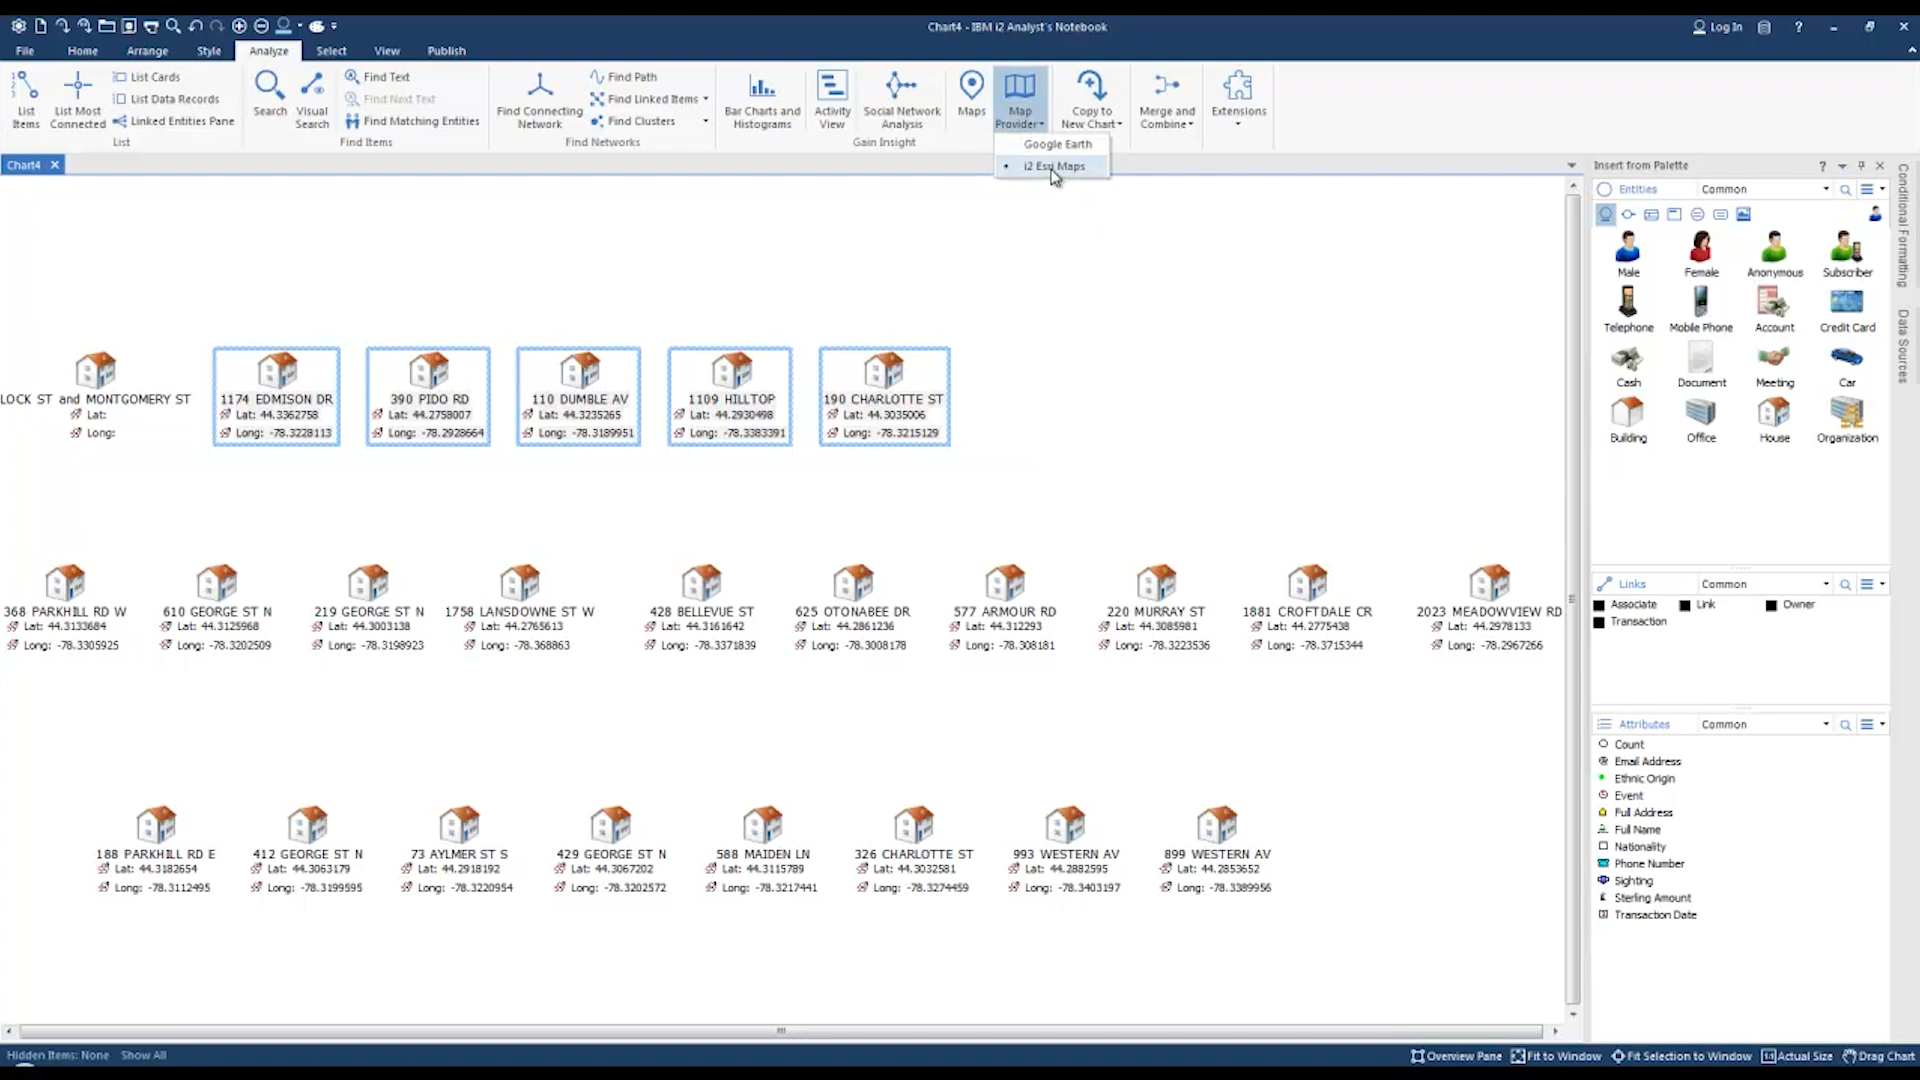 Chart4 - IBM i2 Analyst's Notebook
Log In
?
File Home Arrange Style Analyze Select View Publish
List Items
List Most Connected
List Cards
List Data Records
Linked Entities Pane
List
Search
Visual Search
Find Text
Find Next Text
Find Matching Entities
Find Items
Find Connecting Network
Find Path
Find Linked Items
Find Clusters
Find Networks
Bar Charts and Histograms
Activity View
Social Network Analysis
Maps
Map Provider
Gain Insight
Copy to New Chart
Merge and Combine
Extensions
Google Earth
i2 Esri Maps
Chart4
LOCK ST and MONTGOMERY ST
Lat:
Long:
1174 EDMISON DR
Lat: 44.3362758
Long: -78.3228113
390 PIDO RD
Lat: 44.2758007
Long: -78.2928664
110 DUMBLE AV
Lat: 44.3235265
Long: -78.3189951
1109 HILLTOP
Lat: 44.2930498
Long: -78.3383391
190 CHARLOTTE ST
Lat: 44.3035006
Long: -78.3215129
368 PARKHILL RD W
Lat: 44.3133684
Long: -78.3305925
610 GEORGE ST N
Lat: 44.3125968
Long: -78.3202509
219 GEORGE ST N
Lat: 44.3003138
Long: -78.3198923
1758 LANSDOWNE ST W
Lat: 44.2765613
Long: -78.368863
428 BELLEVUE ST
Lat: 44.3161642
Long: -78.3371839
625 OTONABEE DR
Lat: 44.2861236
Long: -78.3008178
577 ARMOUR RD
Lat: 44.312293
Long: -78.308181
220 MURRAY ST
Lat: 44.3085981
Long: -78.3223536
1881 CROFTDALE CR
Lat: 44.2775438
Long: -78.3715344
2023 MEADOWVIEW RD
Lat: 44.2978133
Long: -78.2967266
188 PARKHILL RD E
Lat: 44.3182654
Long: -78.3112495
412 GEORGE ST N
Lat: 44.3063179
Long: -78.3199595
73 AYLMER ST S
Lat: 44.2918192
Long: -78.3220954
429 GEORGE ST N
Lat: 44.3067202
Long: -78.3202572
588 MAIDEN LN
Lat: 44.3115789
Long: -78.3217441
326 CHARLOTTE ST
Lat: 44.3032581
Long: -78.3274459
993 WESTERN AV
Lat: 44.2882595
Long: -78.3403197
899 WESTERN AV
Lat: 44.2853652
Long: -78.3389956
Insert from Palette
?
Entities Common
Male Female Anonymous Subscriber
Telephone Mobile Phone Account Credit Card
Cash Document Meeting Car
Building Office House Organization
Links Common
Associate Link Owner
Transaction
Attributes Common
Count
Email Address
Ethnic Origin
Event
Full Address
Full Name
Nationality
Phone Number
Sighting
Sterling Amount
Transaction Date
Conditional Formatting
Data Sources
Hidden Items: None Show All
Overview Pane Fit to Window Fit Selection to Window Actual Size Drag Chart